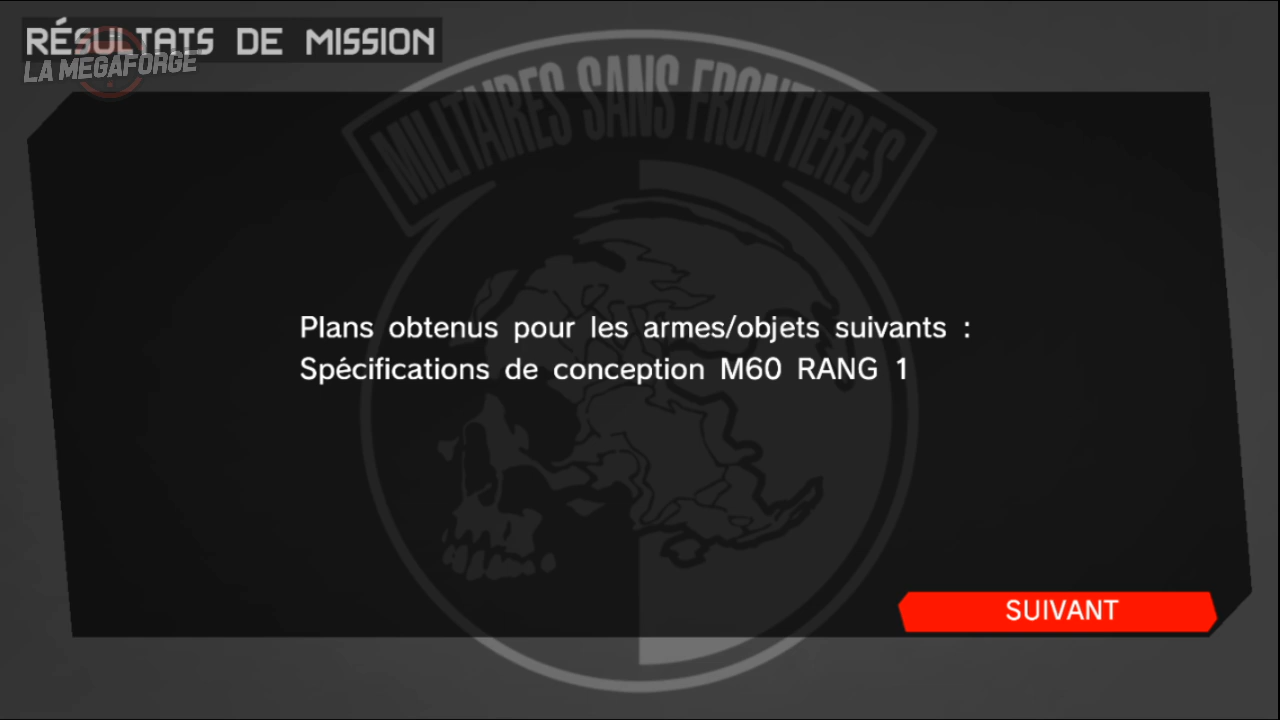 RÉSULTATS DE MISSION
LA MEGAFORGE
MILITAIRES SANS FRONTIERES
Plans obtenus pour les armes/objets suivants :
Spécifications de conception M60 RANG 1
SUIVANT